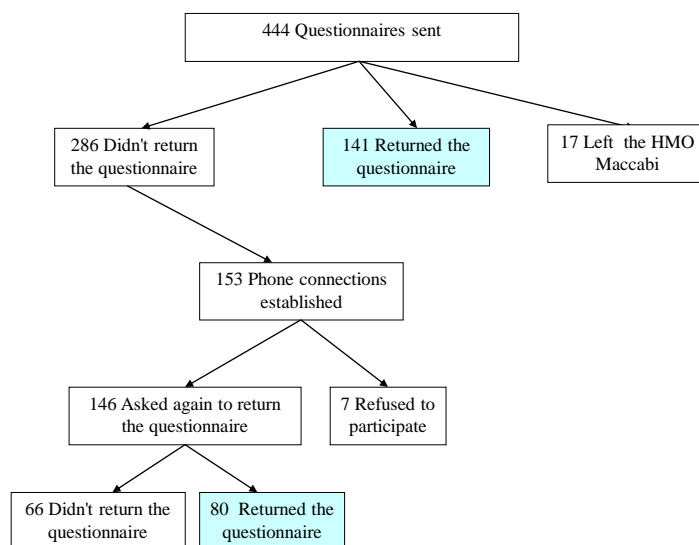 444 Questionnaires sent
286 Didn't return
the questionnaire
141 Returned the
questionnaire
17 Left the HMO
Maccabi
153 Phone connections
established
146 Asked again to return
the questionnaire
7 Refused to
participate
66 Didn't return the
questionnaire
80 Returned the
questionnaire